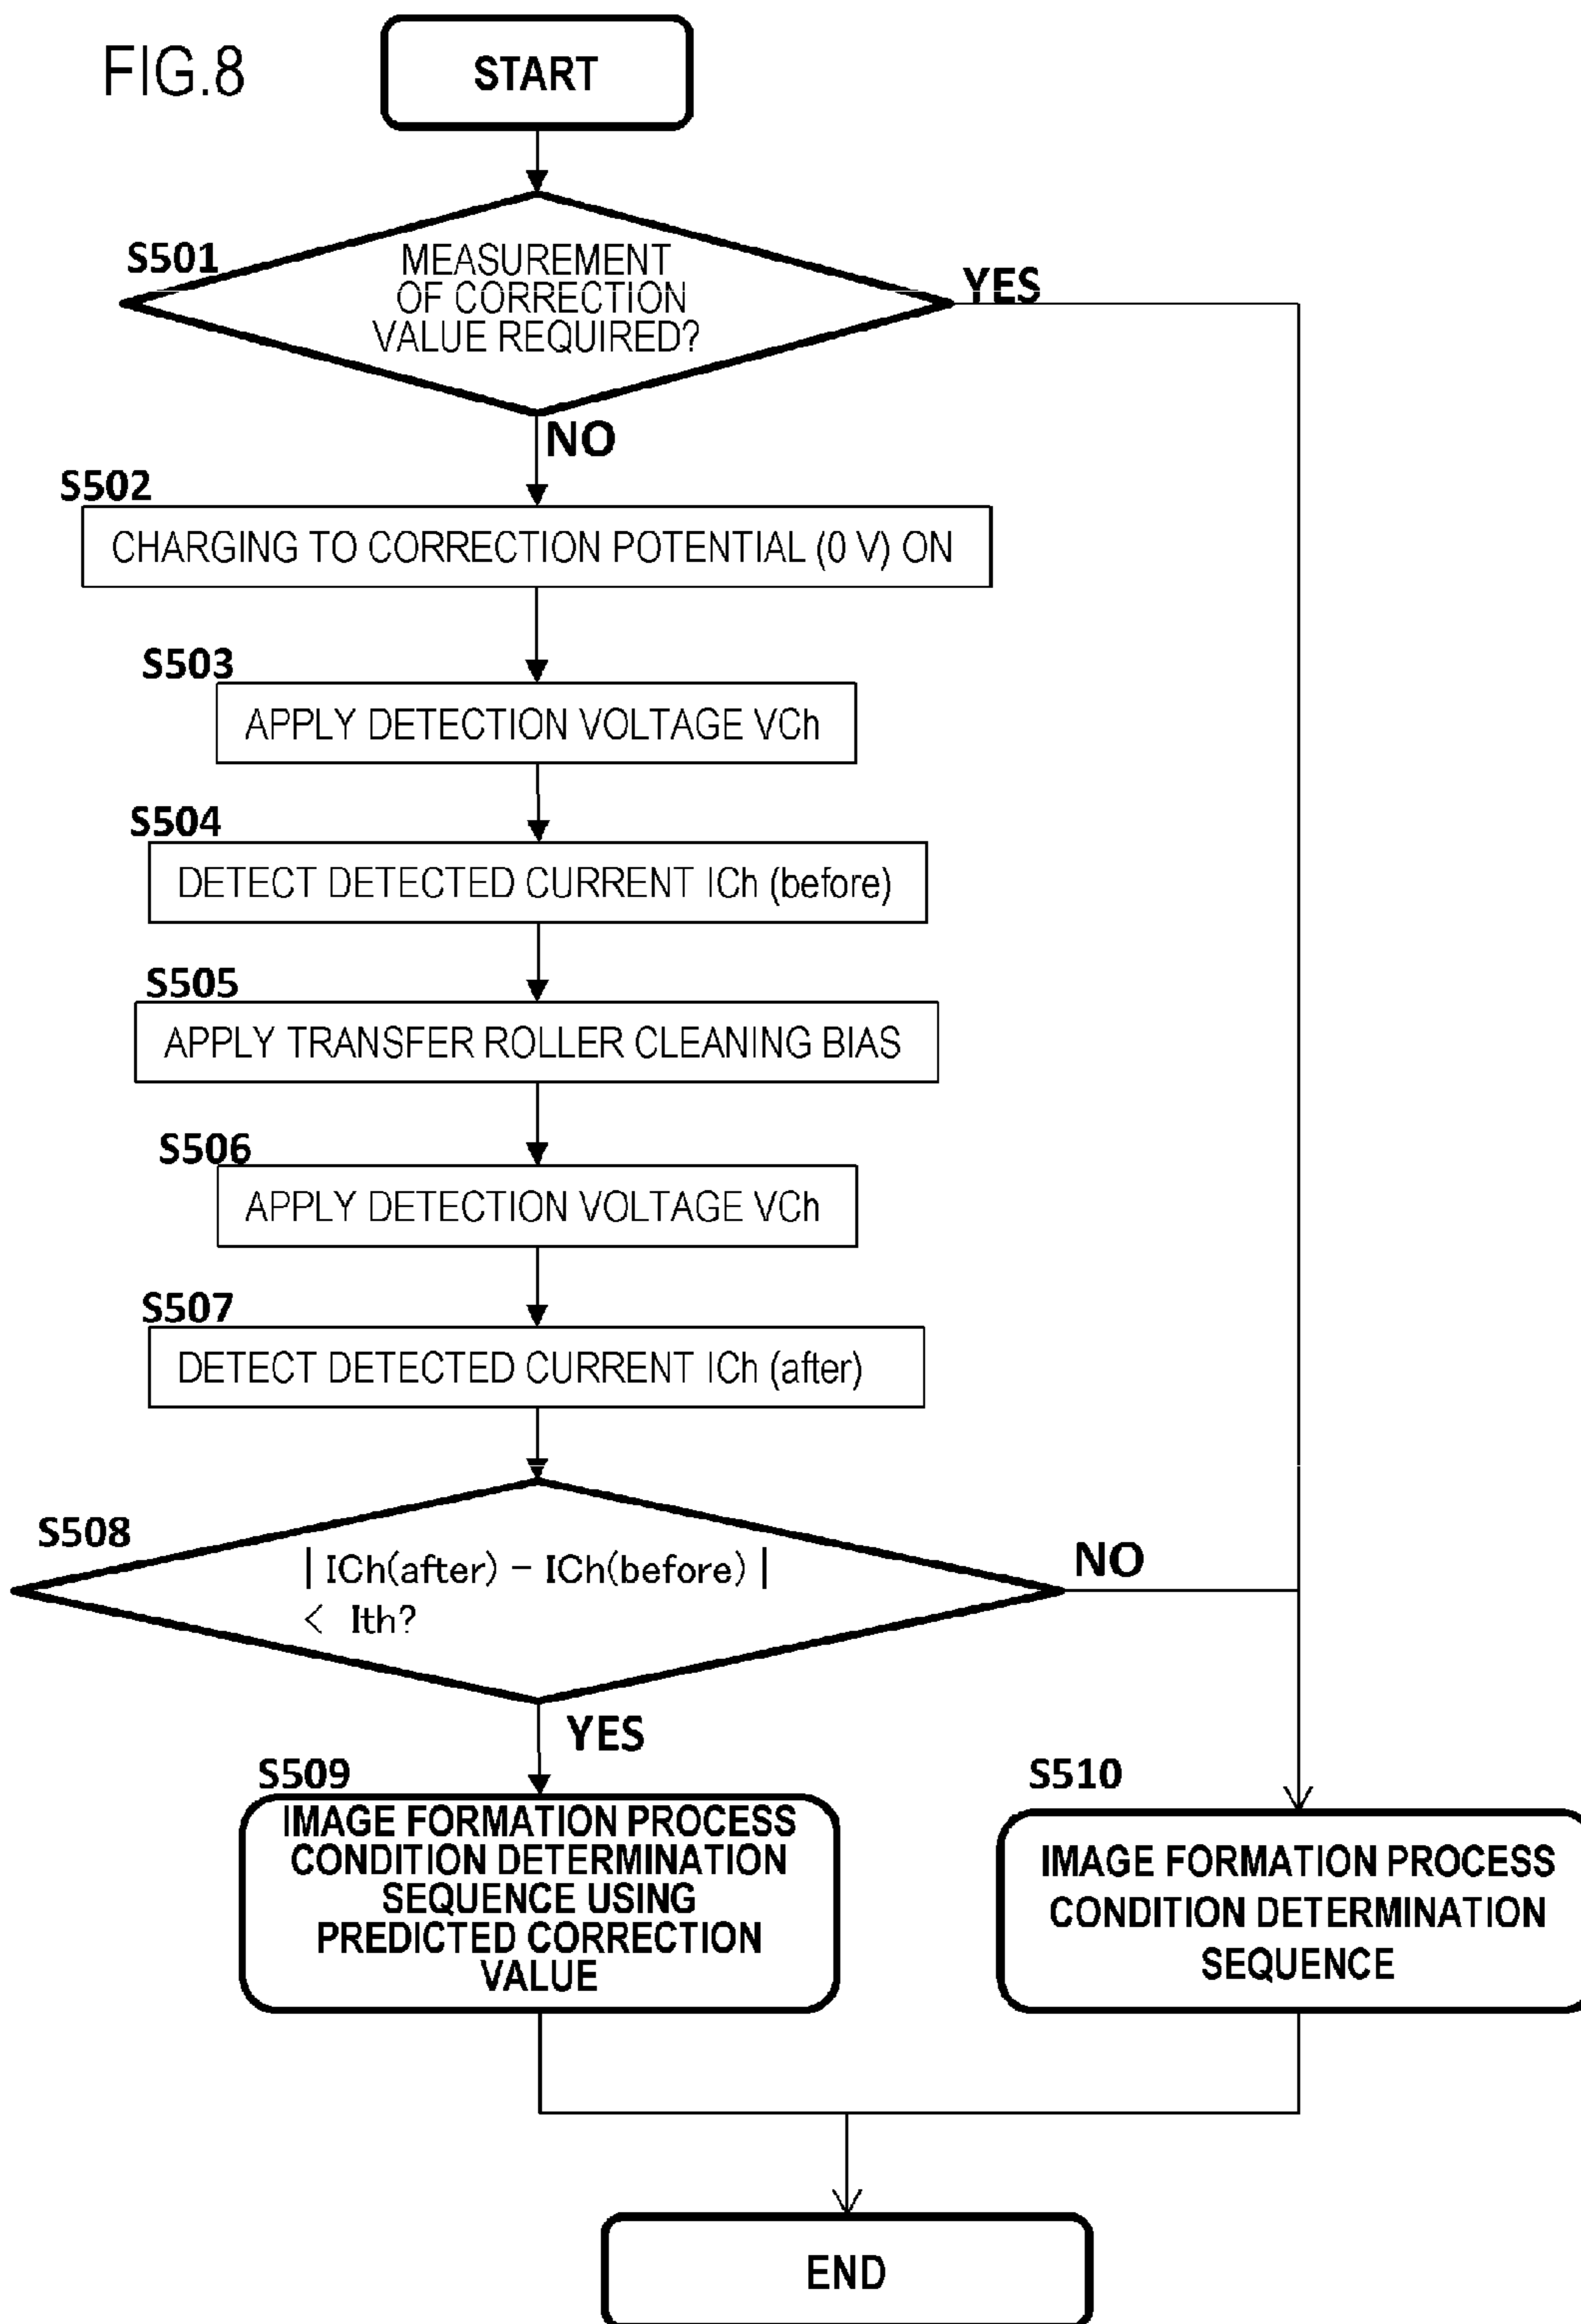 FIG.8
START
S501
MEASUREMENT
OF CORRECTION
VALUE REQUIRED?
YES
NO
S502
CHARGING TO CORRECTION POTENTIAL (0 V) ON
S503
APPLY DETECTION VOLTAGE VCh
S504
DETECT DETECTED CURRENT ICh (before)
S505
APPLY TRANSFER ROLLER CLEANING BIAS
S506
APPLY DETECTION VOLTAGE VCh
S507
DETECT DETECTED CURRENT ICh (after)
S508
| ICh(after) − ICh(before) |
< Ith?
NO
YES
S509
IMAGE FORMATION PROCESS
CONDITION DETERMINATION
SEQUENCE USING
PREDICTED CORRECTION
VALUE
S510
IMAGE FORMATION PROCESS
CONDITION DETERMINATION
SEQUENCE
END